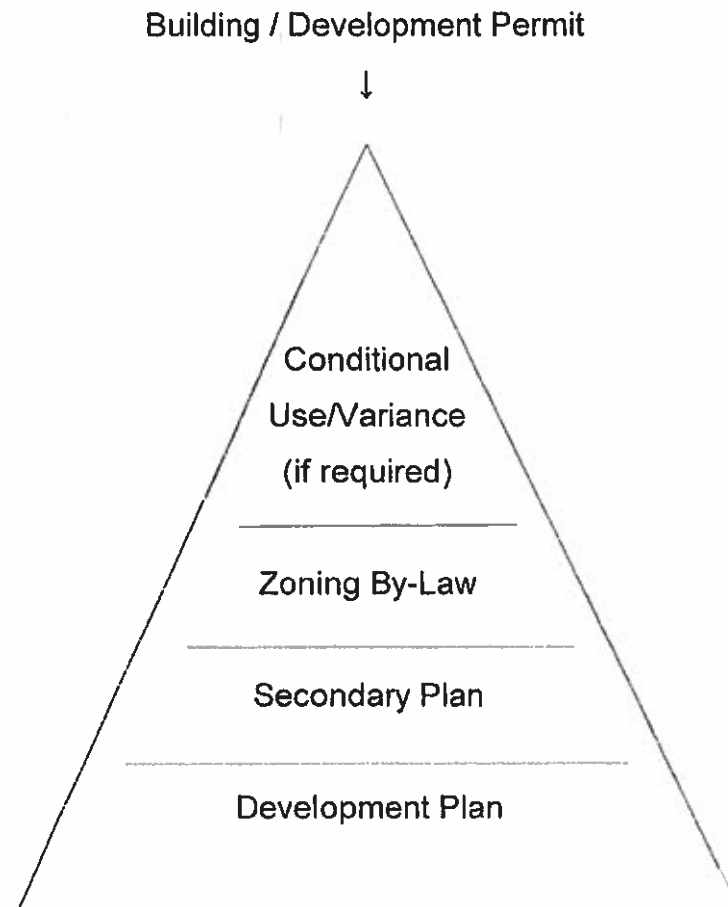 Building / Development Permit
↓
Conditional
Use/Variance
(if required)
Zoning By-Law
Secondary Plan
Development Plan